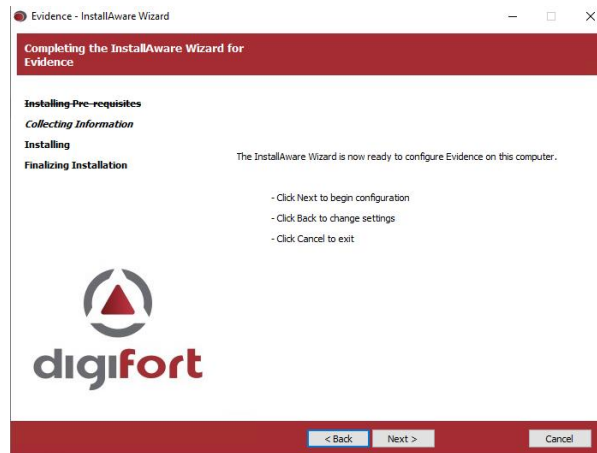 Evidence - InstallAware Wizard
Completing the InstallAware Wizard for
Evidence
Installing Pre-requisites
Collecting Information
Installing
Finalizing Installation
The InstallAware Wizard is now ready to configure Evidence on this computer.
- Click Next to begin configuration
- Click Back to change settings
- Click Cancel to exit
digifort
< Back
Next >
Cancel